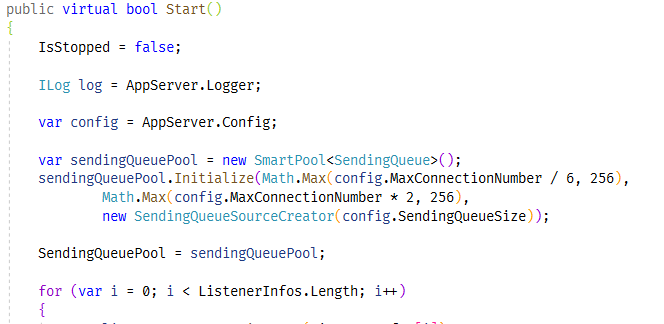 public virtual bool Start()
{
IsStopped = false;
ILog log = AppServer.Logger;
var config = AppServer.Config;
var sendingQueuePool = new SmartPool<SendingQueue>();
sendingQueuePool.Initialize(Math.Max(config.MaxConnectionNumber / 6, 256),
Math.Max(config.MaxConnectionNumber * 2, 256),
new SendingQueueSourceCreator(config.SendingQueueSize));
SendingQueuePool = sendingQueuePool;
for (var i = 0; i < ListenerInfos.Length; i++)
{